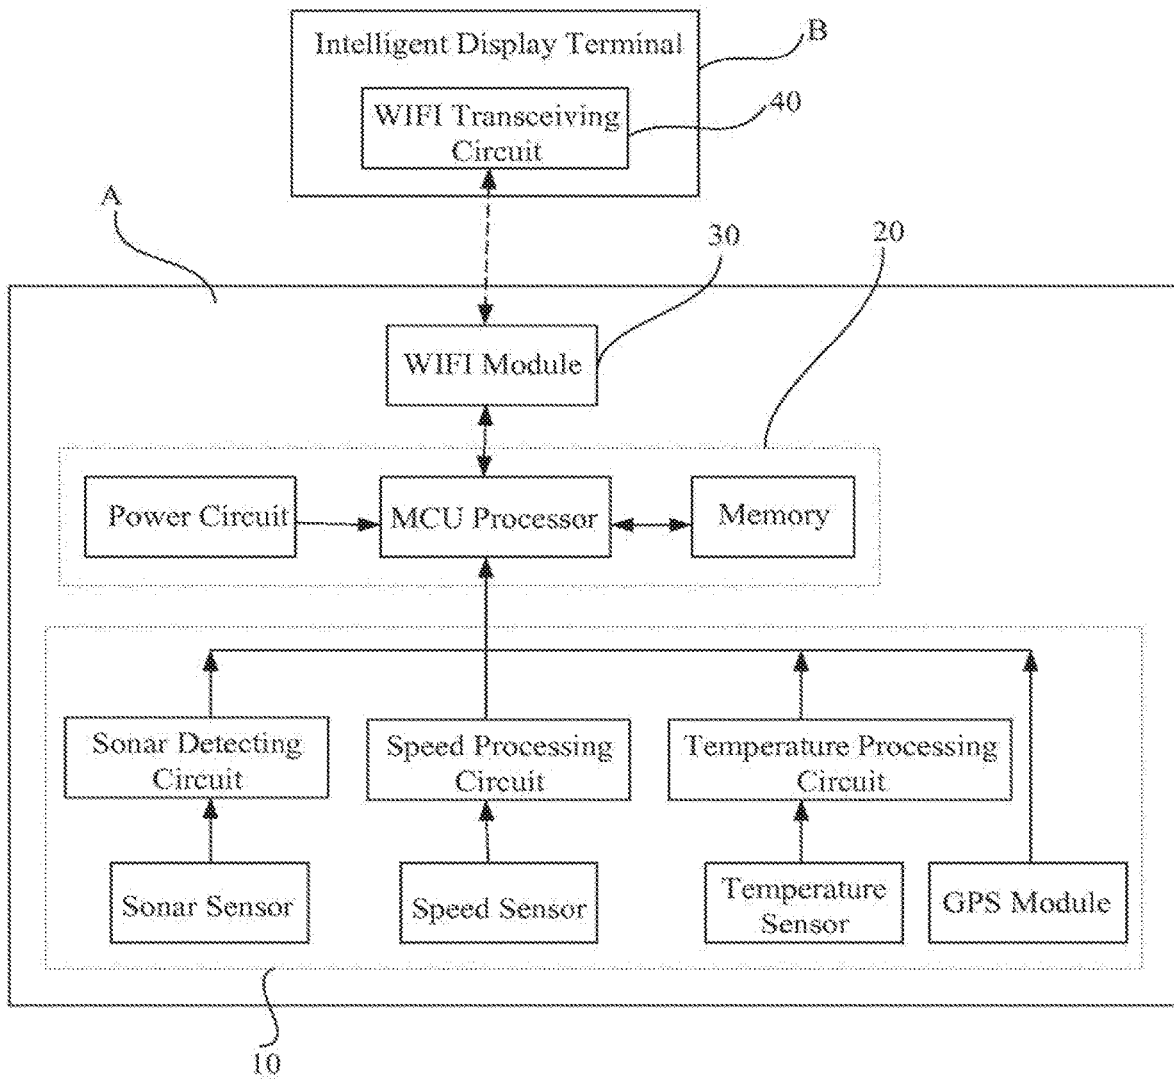 Intelligent Display Terminal
B
WIFI Transceiving
Circuit
40
A
30
20
WIFI Module
Power Circuit
MCU Processor
Memory
Sonar Detecting
Circuit
Speed Processing
Circuit
Temperature Processing
Circuit
Sonar Sensor
Speed Sensor
Temperature
Sensor
GPS Module
10